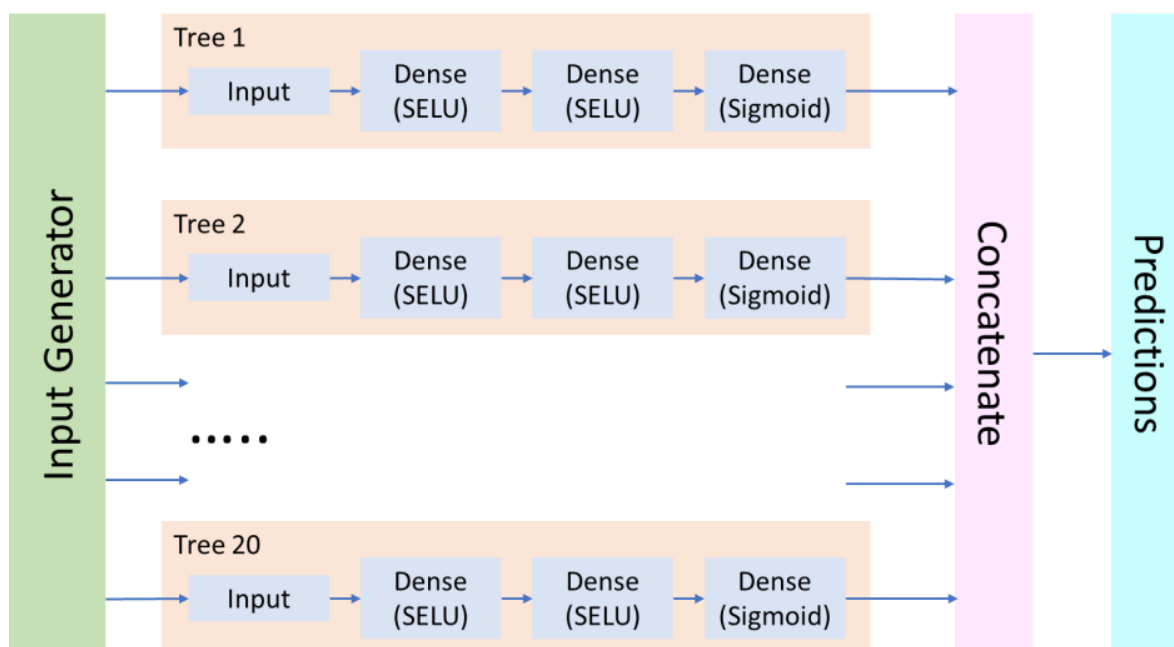 Input Generator
Tree 1
Input
Dense
(SELU)
Dense
(SELU)
Dense
(Sigmoid)
Tree 2
Input
Dense
(SELU)
Dense
(SELU)
Dense
(Sigmoid)
.....
Tree 20
Input
Dense
(SELU)
Dense
(SELU)
Dense
(Sigmoid)
Concatenate
Predictions